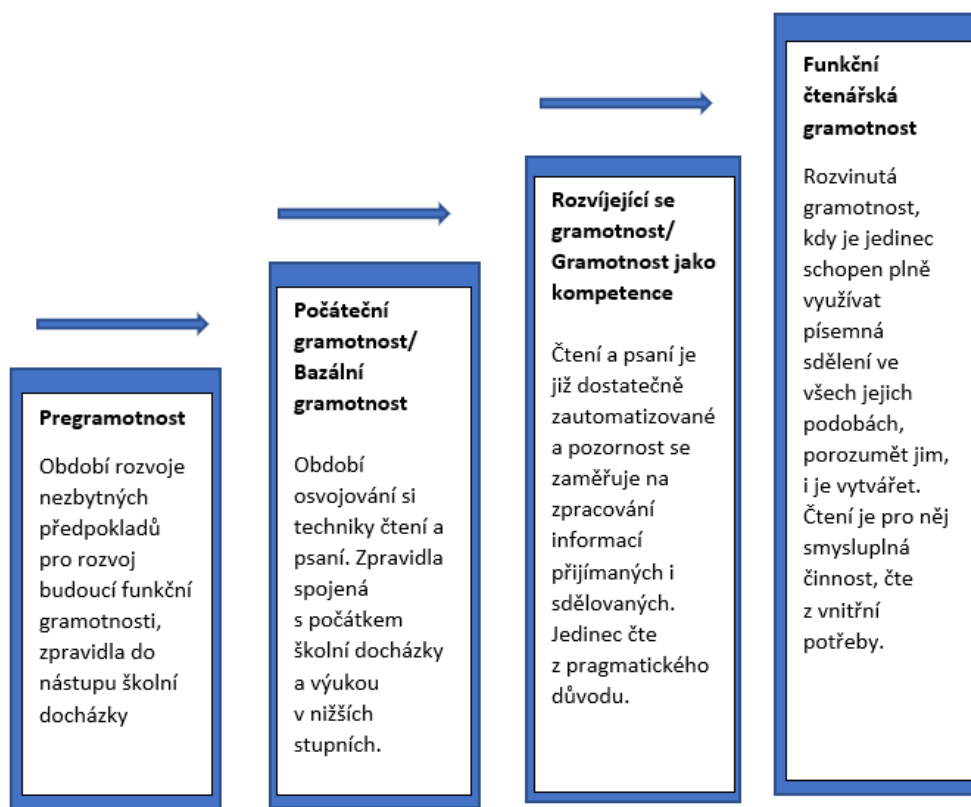 Pregramotnost
Období rozvoje
nezbytných
předpokladů
pro rozvoj
budoucí funkční
gramotnosti,
zpravidla do
nástupu školní
docházky
Počáteční
gramotnost/
Bazální
gramotnost
Období
osvojování si
techniky čtení a
psaní. Zpravidla
spojená
s počátkem
školní docházky
a výukou
v nižších
stupních.
Rozvíjející se
gramotnost/
Gramotnost jako
kompetence
Čtení a psaní je
již dostatečně
zautomatizované
a pozornost se
zaměřuje na
zpracování
informací
přijímaných i
sdělovaných.
Jedinec čte
z pragmatického
důvodu.
Funkční
čtenářská
gramotnost
Rozvinutá
gramotnost,
kdy je jedinec
schopen plně
využívat
písemná
sdělení ve
všech jejich
podobách,
porozumět jim,
i je vytvářet.
Čtení je pro něj
smysluplná
činnost, čte
z vnitřní
potřeby.